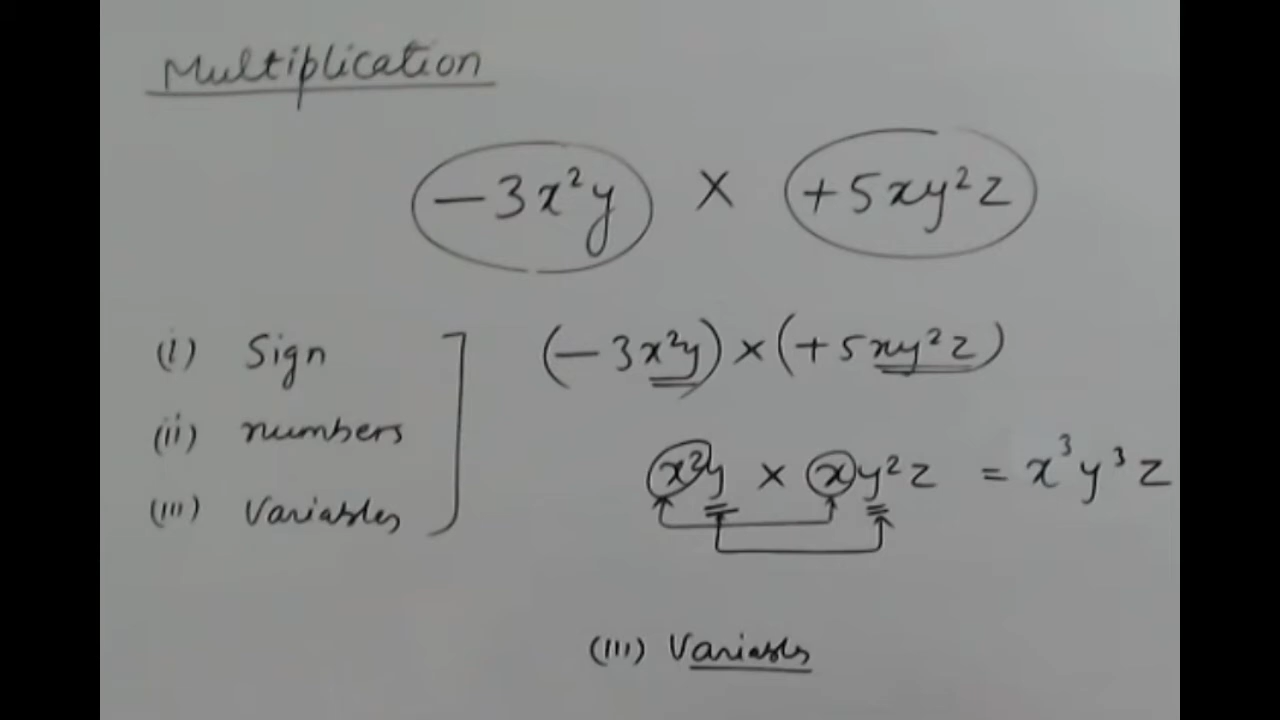 Multiplication
−3x²y × +5xy²z
(i) Sign
(−3x²y) × (+5xy²z)
(ii) numbers
x²y × xy²z = x³y³z
(iii) Variables
(iii) Variables